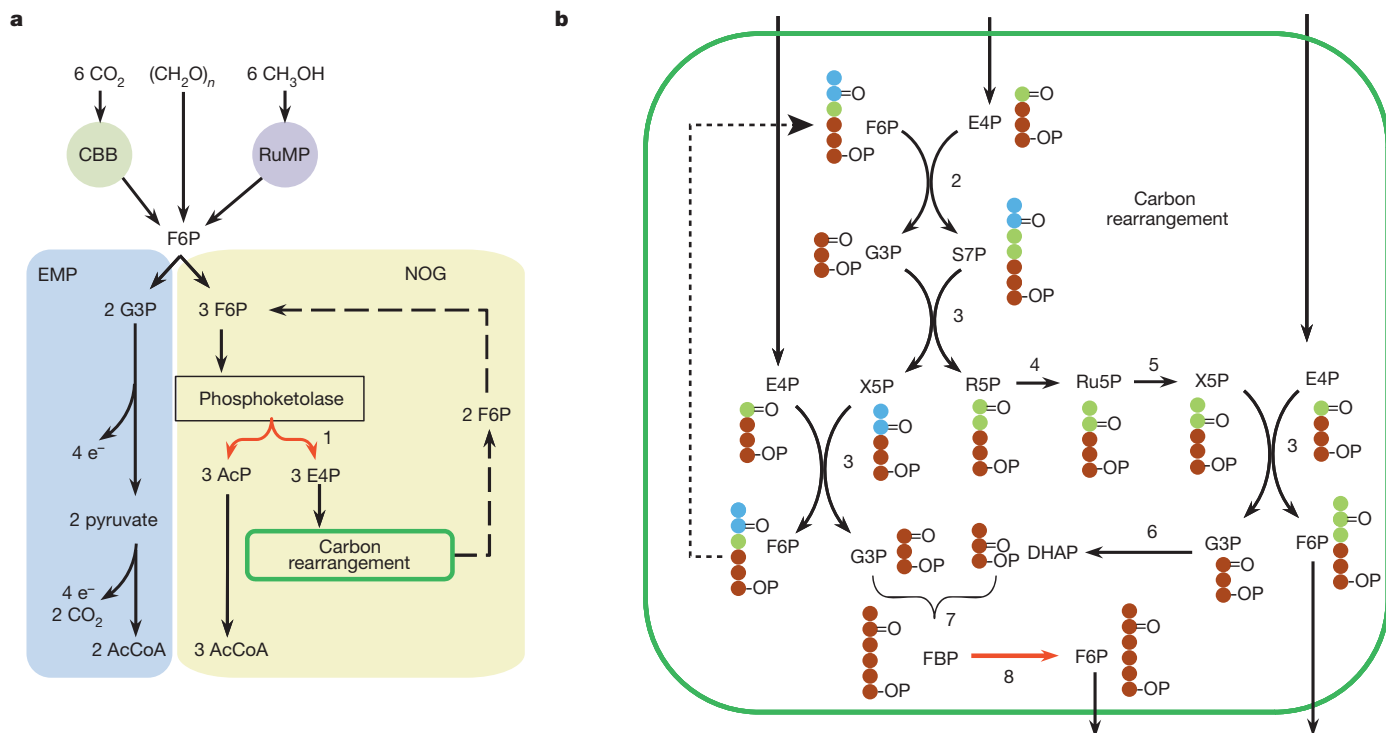 a
6 CO2
(CH2O)n
6 CH3OH
CBB
RuMP
F6P
EMP
NOG
2 G3P
3 F6P
Phosphoketolase
2 F6P
4 e−
1
3 AcP
3 E4P
2 pyruvate
Carbon
rearrangement
4 e−
2 CO2
2 AcCoA
3 AcCoA
b
=O
F6P
-OP
E4P
=O
-OP
2
Carbon
rearrangement
=O
-OP
G3P
S7P
=O
-OP
3
E4P
=O
-OP
X5P
=O
-OP
R5P
=O
-OP
4
Ru5P
=O
-OP
5
X5P
=O
-OP
E4P
=O
-OP
3
3
=O
F6P
-OP
G3P
=O
-OP
=O
OP
DHAP
6
G3P
=O
-OP
F6P
=O
-OP
7
=O
-OP
FBP
8
F6P
=O
-OP